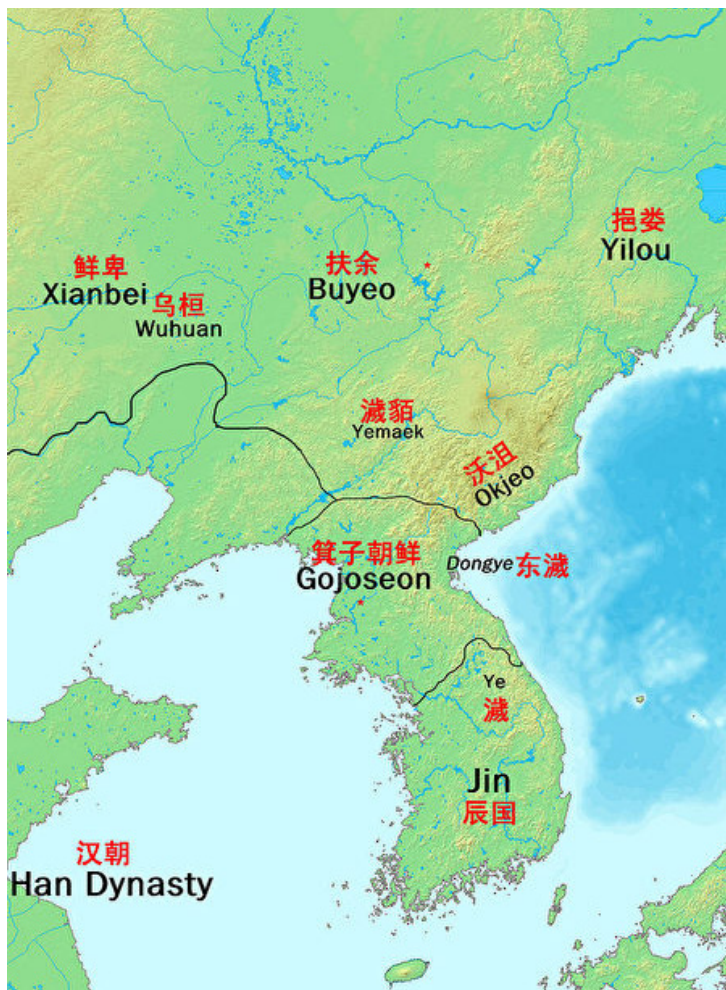 挹娄
Yilou
鲜卑
Xianbei
扶余
Buyeo
乌桓
Wuhuan
濊貊
Yemaek
沃沮
Okjeo
箕子朝鲜
Gojoseon
Dongye 东濊
Ye
濊
Jin
辰国
汉朝
Han Dynasty